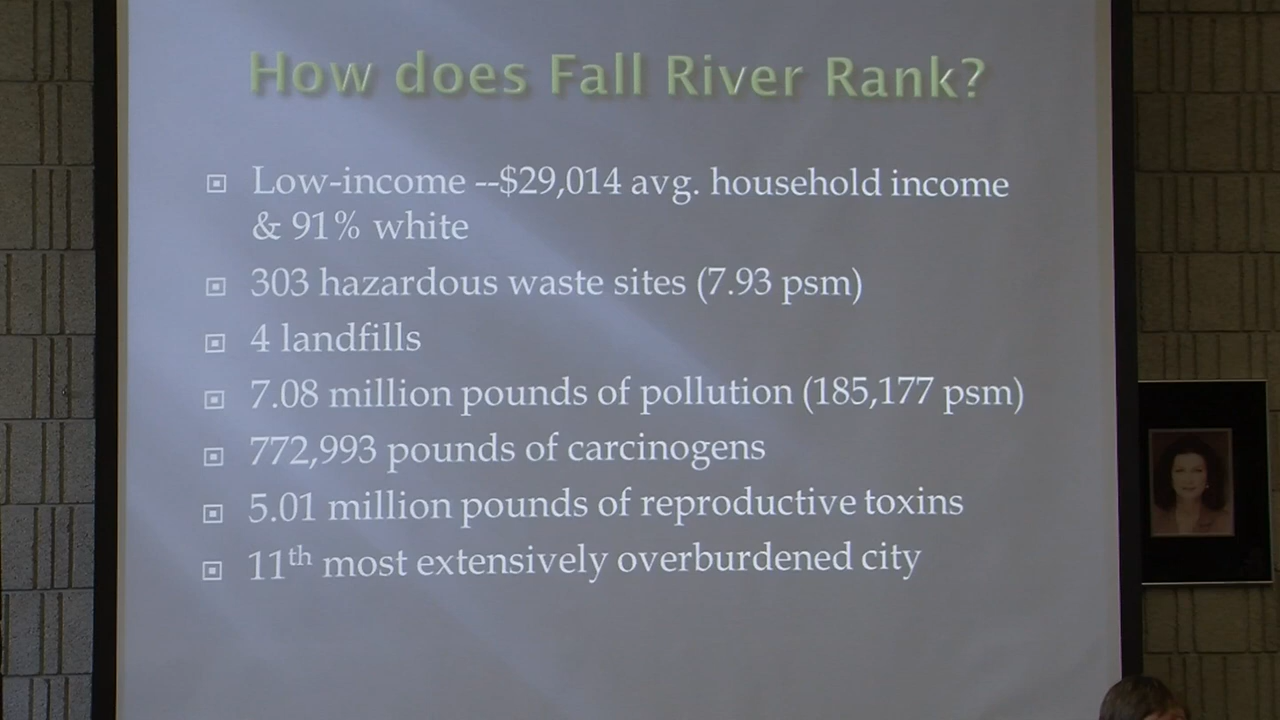 How does Fall River Rank?
Low-income --$29,014 avg. household income
& 91% white
303 hazardous waste sites (7.93 psm)
4 landfills
7.08 million pounds of pollution (185,177 psm)
772,993 pounds of carcinogens
5.01 million pounds of reproductive toxins
11th most extensively overburdened city